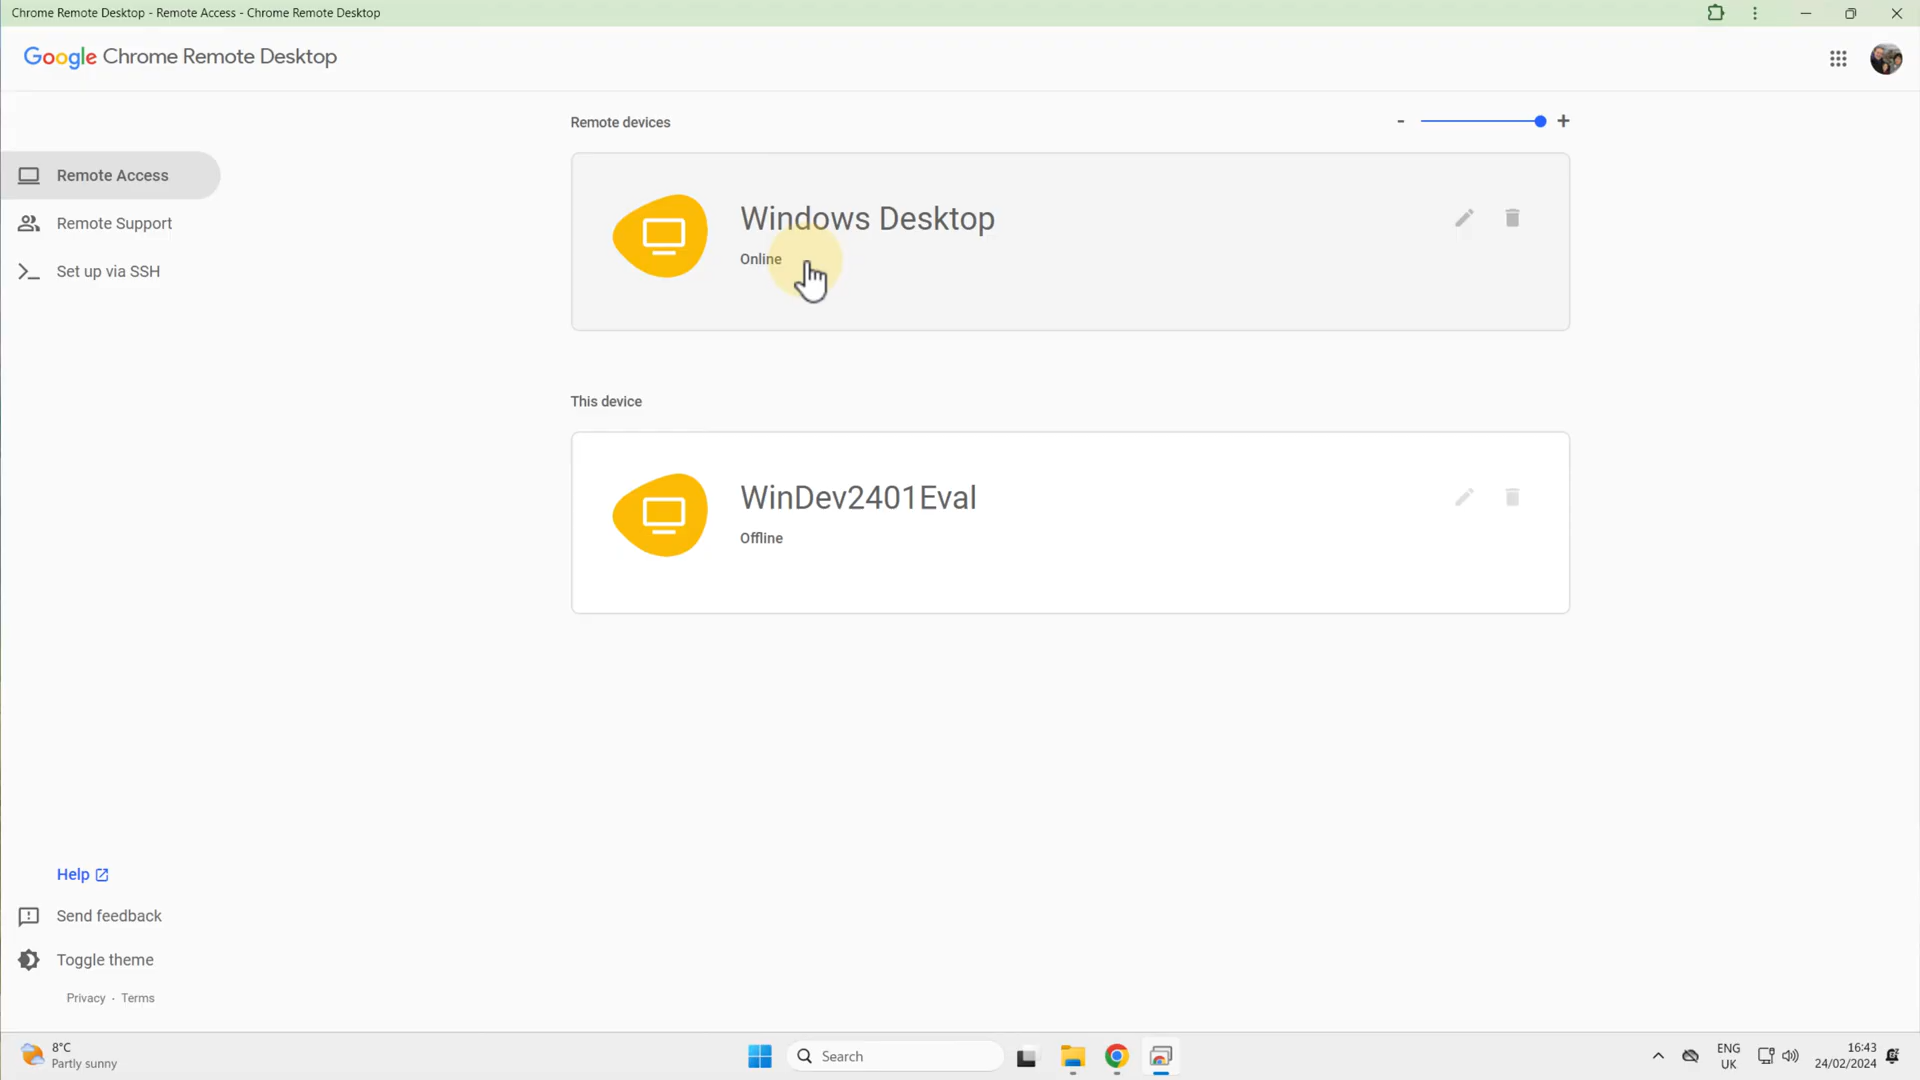 Chrome Remote Desktop - Remote Access - Chrome Remote Desktop
Google Chrome Remote Desktop
Remote devices
- +
Remote Access
Remote Support
Set up via SSH
Windows Desktop
Online
This device
WinDev2401Eval
Offline
Help
Send feedback
Toggle theme
Privacy · Terms
8°C
Partly sunny
Search
ENG
UK
16:43
24/02/2024